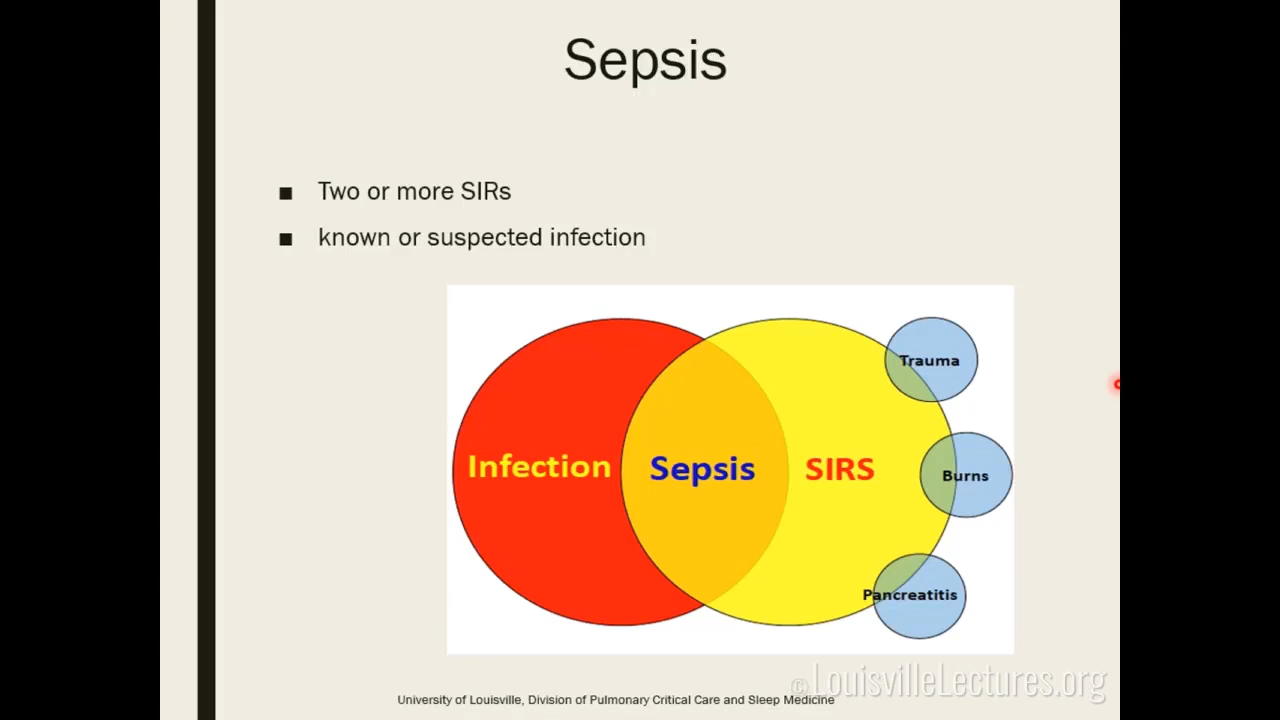 Sepsis
■ Two or more SIRs
■ known or suspected infection
Trauma
Infection Sepsis SIRS Burns
Pancreatitis
©LouisvilleLectures.org
University of Louisville, Division of Pulmonary Critical Care and Sleep Medicine